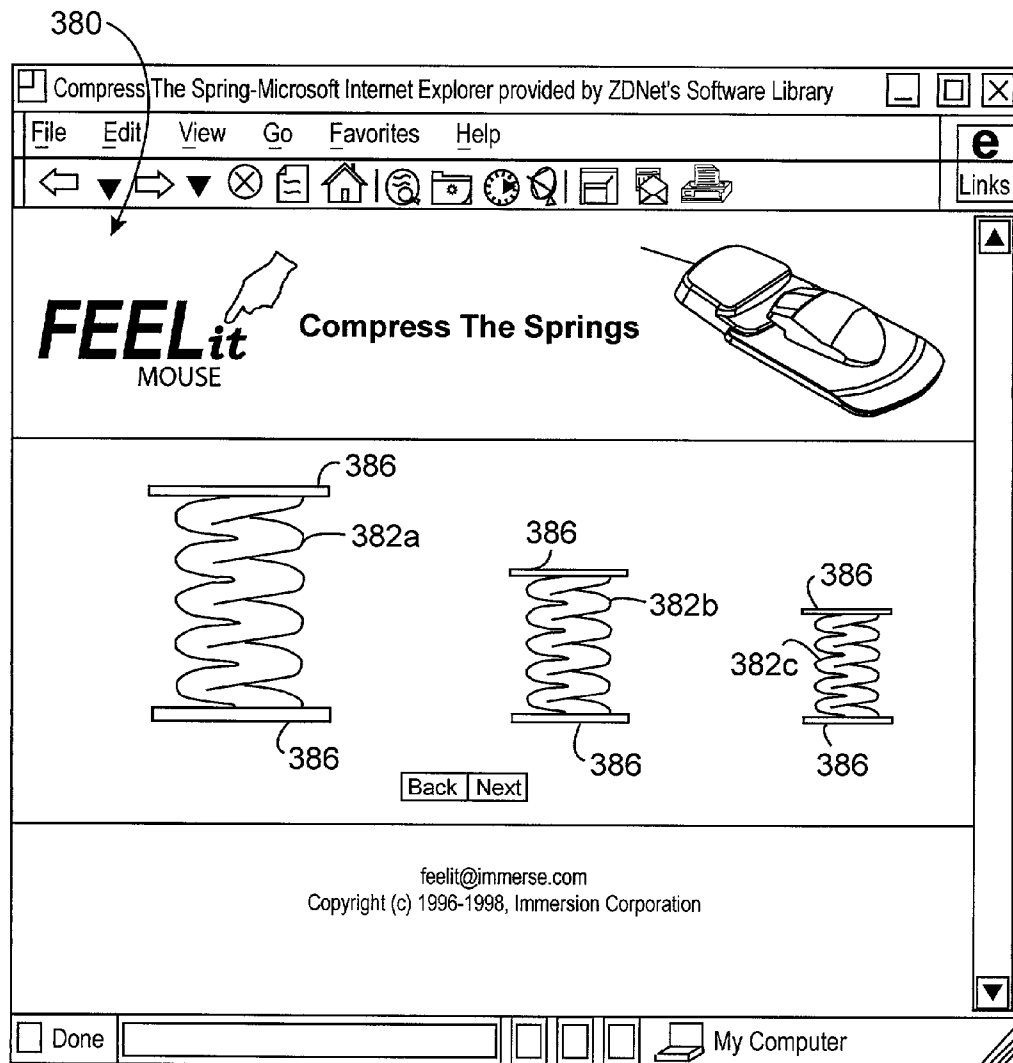 380
Compress The Spring-Microsoft Internet Explorer provided by ZDNet's Software Library
File Edit View Go Favorites Help
e
Links
FEELit
MOUSE
Compress The Springs
386
382a
386
382b
386
382c
386
386
386
Back Next
feelit@immerse.com
Copyright (c) 1996-1998, Immersion Corporation
Done
My Computer